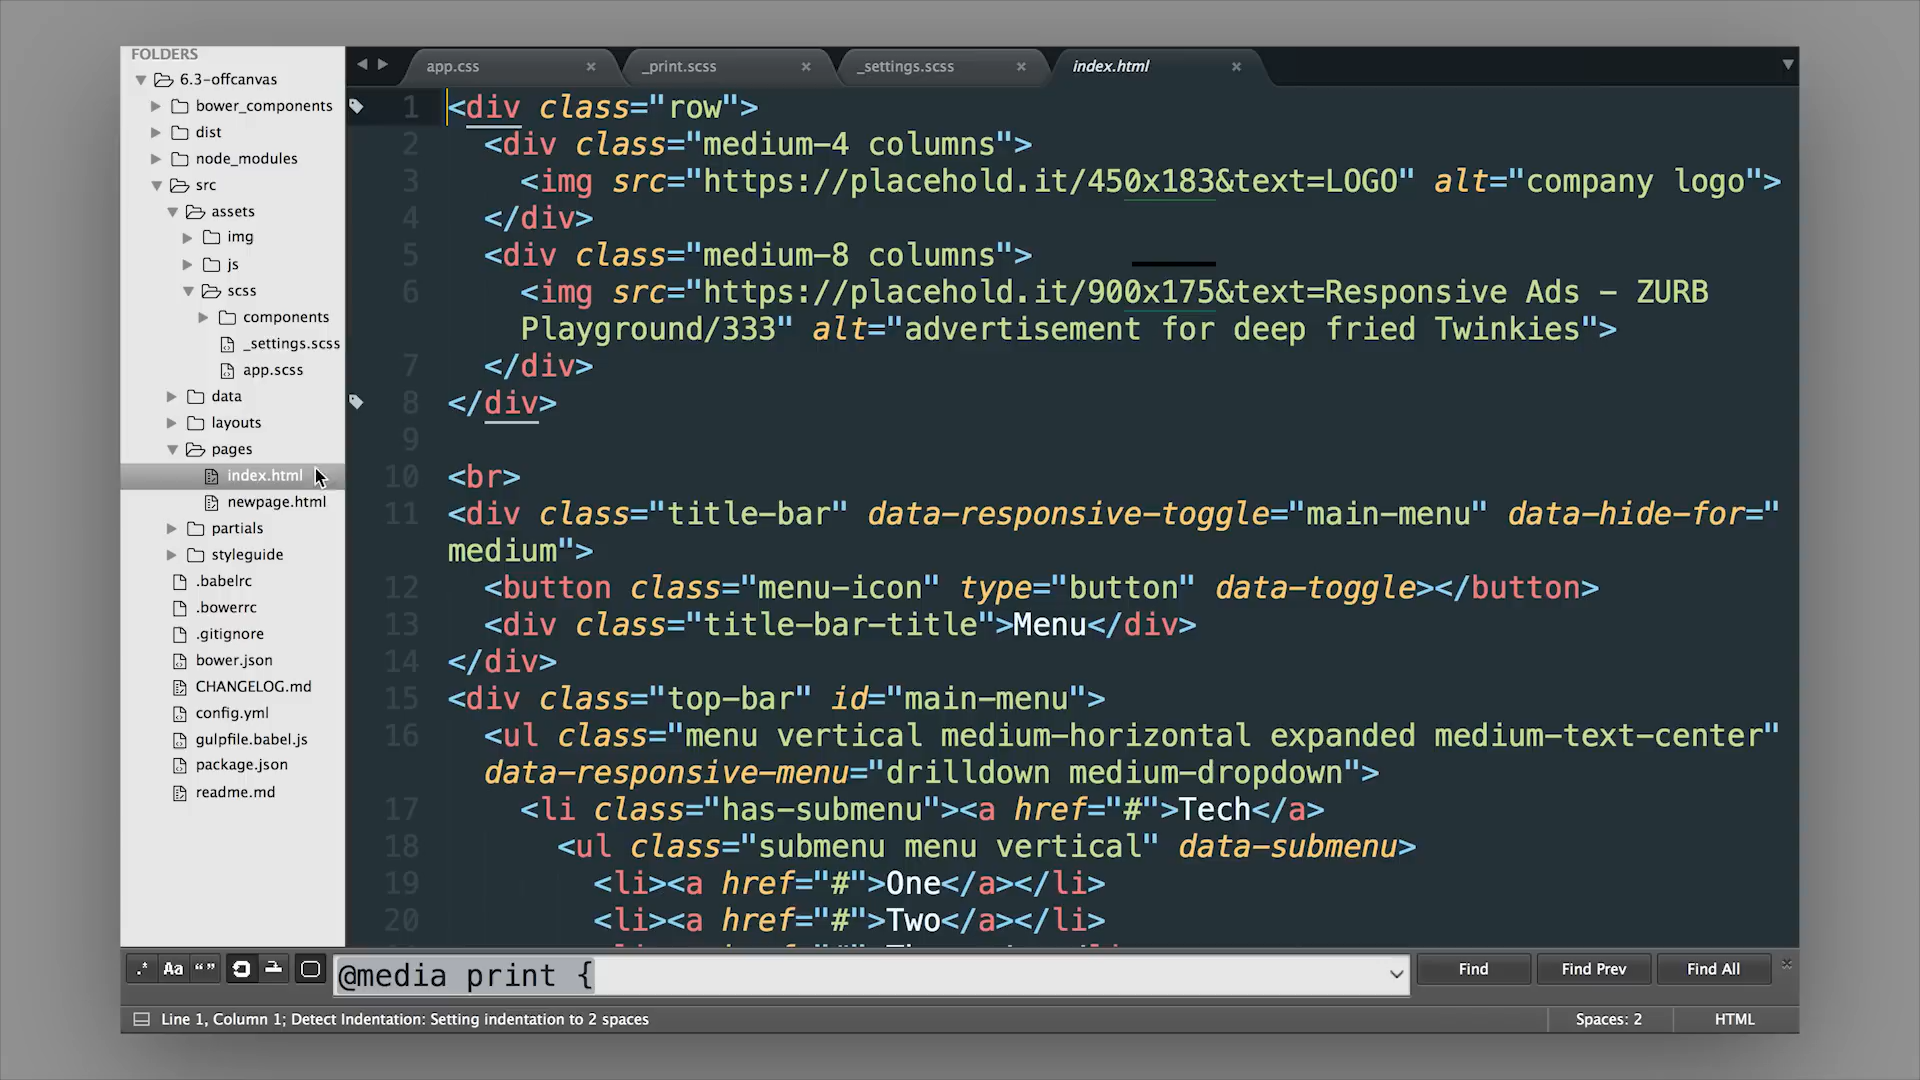 FOLDERS
6.3-offcanvas
bower_components
dist
node_modules
src
assets
img
js
scss
components
_settings.scss
app.scss
data
layouts
pages
index.html
newpage.html
partials
styleguide
.babelrc
.bowerrc
.gitignore
bower.json
CHANGELOG.md
config.yml
gulpfile.babel.js
package.json
readme.md
app.css × _print.scss × _settings.scss × index.html ×
1 <div class="row">
2 <div class="medium-4 columns">
3 <img src="https://placehold.it/450x183&text=LOGO" alt="company logo">
4 </div>
5 <div class="medium-8 columns">
6 <img src="https://placehold.it/900x175&text=Responsive Ads - ZURB
Playground/333" alt="advertisement for deep fried Twinkies">
7 </div>
8 </div>
9
10 <br>
11 <div class="title-bar" data-responsive-toggle="main-menu" data-hide-for="
medium">
12 <button class="menu-icon" type="button" data-toggle></button>
13 <div class="title-bar-title">Menu</div>
14 </div>
15 <div class="top-bar" id="main-menu">
16 <ul class="menu vertical medium-horizontal expanded medium-text-center"
data-responsive-menu="drilldown medium-dropdown">
17 <li class="has-submenu"><a href="#">Tech</a>
18 <ul class="submenu menu vertical" data-submenu>
19 <li><a href="#">One</a></li>
20 <li><a href="#">Two</a></li>
.* Aa “” @media print { Find Find Prev Find All ×
Line 1, Column 1; Detect Indentation: Setting indentation to 2 spaces Spaces: 2 HTML